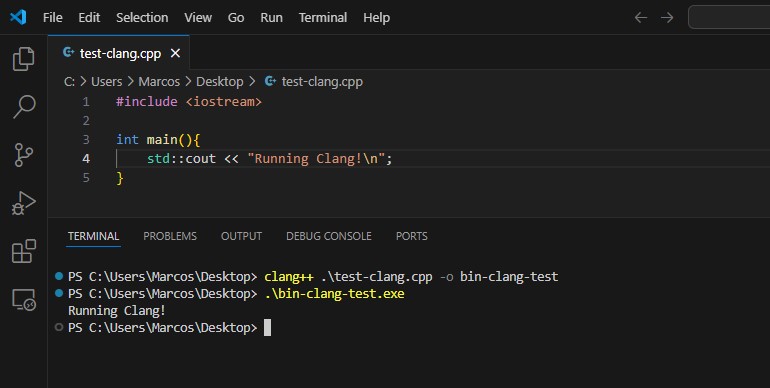 File Edit Selection View Go Run Terminal Help
test-clang.cpp
C: > Users > Marcos > Desktop > test-clang.cpp
1 #include <iostream>
2
3 int main(){
4     std::cout << "Running Clang!\n";
5 }
TERMINAL PROBLEMS OUTPUT DEBUG CONSOLE PORTS
PS C:\Users\Marcos\Desktop> clang++ .\test-clang.cpp -o bin-clang-test
PS C:\Users\Marcos\Desktop> .\bin-clang-test.exe
Running Clang!
PS C:\Users\Marcos\Desktop>